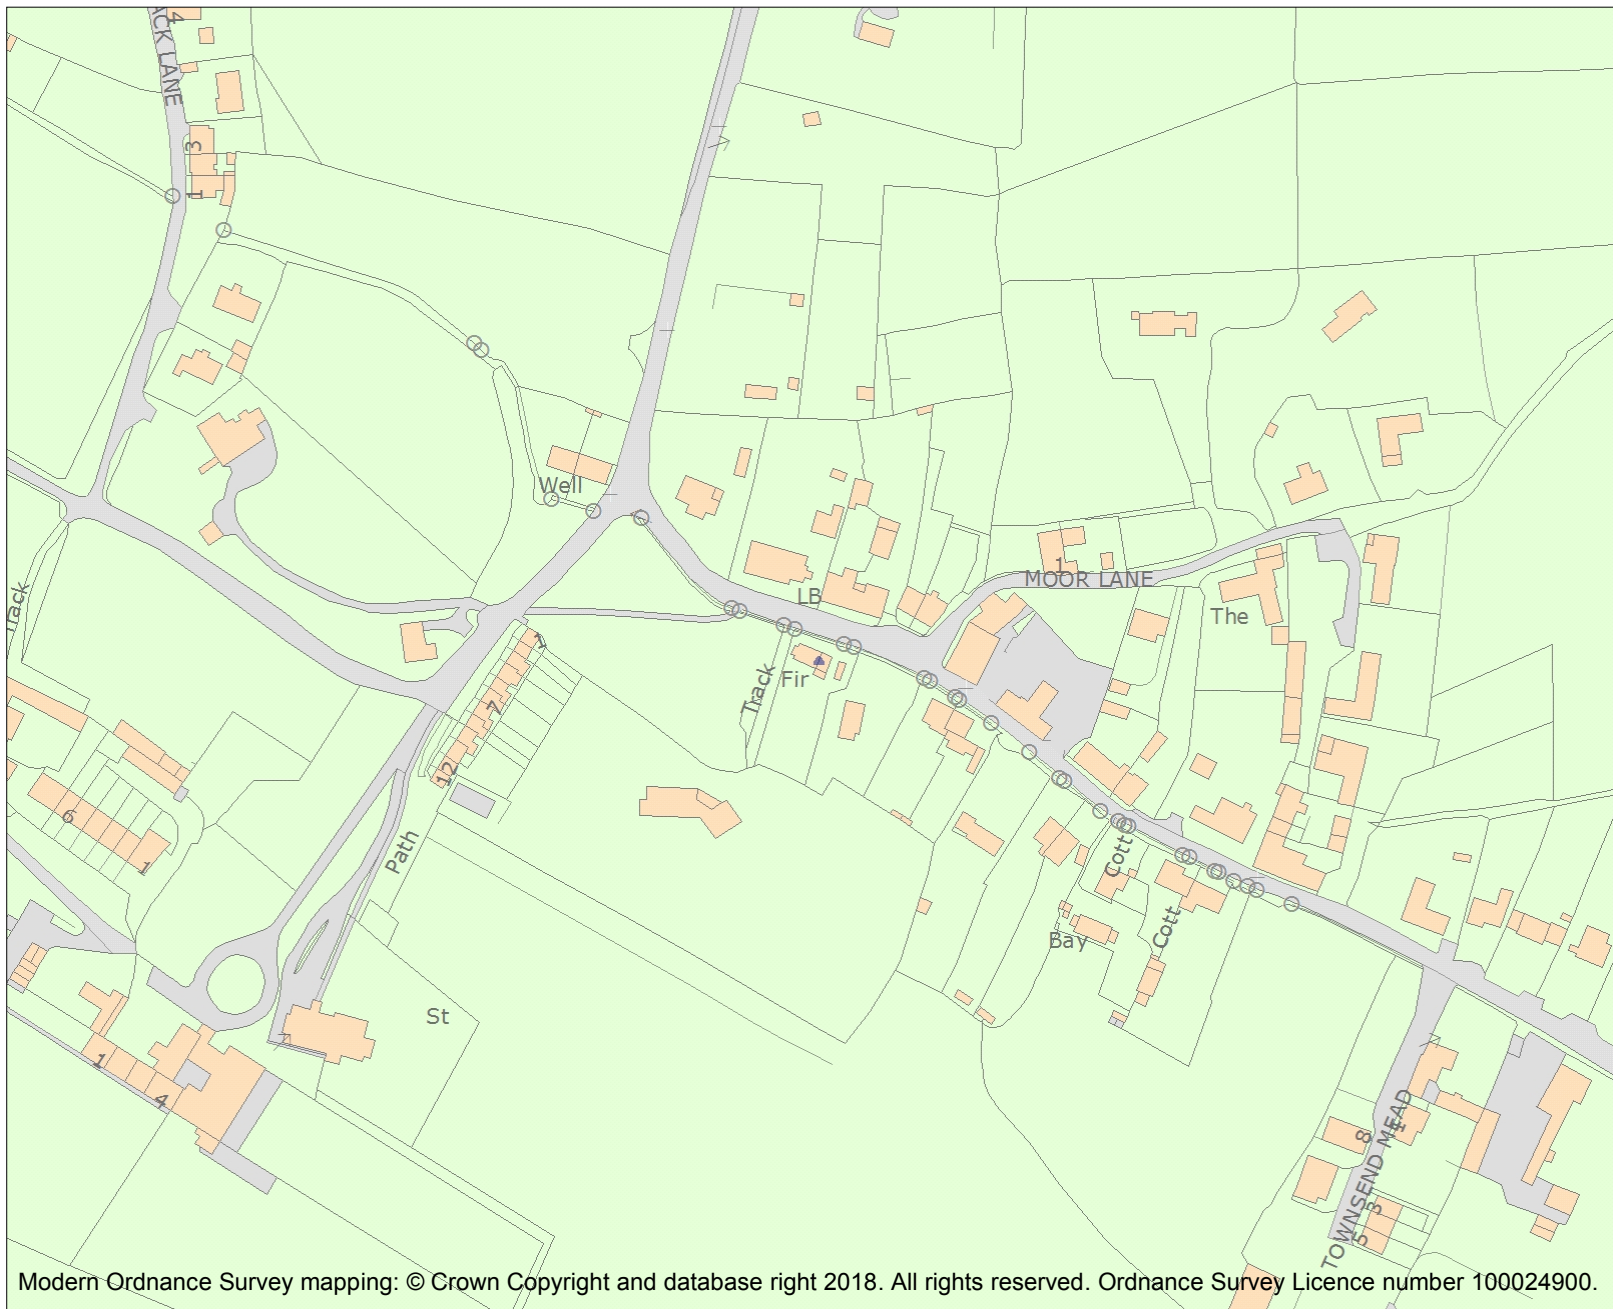 4
ACK LANE
3
1
Well
1
MOOR LANE
LB
The
Track
1
Track
Fir
7
12
6
1
Path
Cott
Cott
Bay
St
1
4
TOWNSEND MEAD
8
1
3
5
Modern Ordnance Survey mapping: © Crown Copyright and database right 2018. All rights reserved. Ordnance Survey Licence number 100024900.